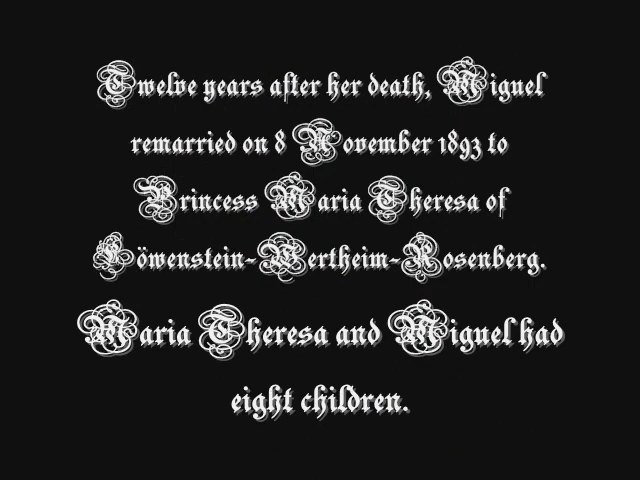 Twelve years after her death, Miguel
remarried on 8 November 1893 to
Princess Maria Theresa of
Löwenstein-Wertheim-Rosenberg.
Maria Theresa and Miguel had
eight children.